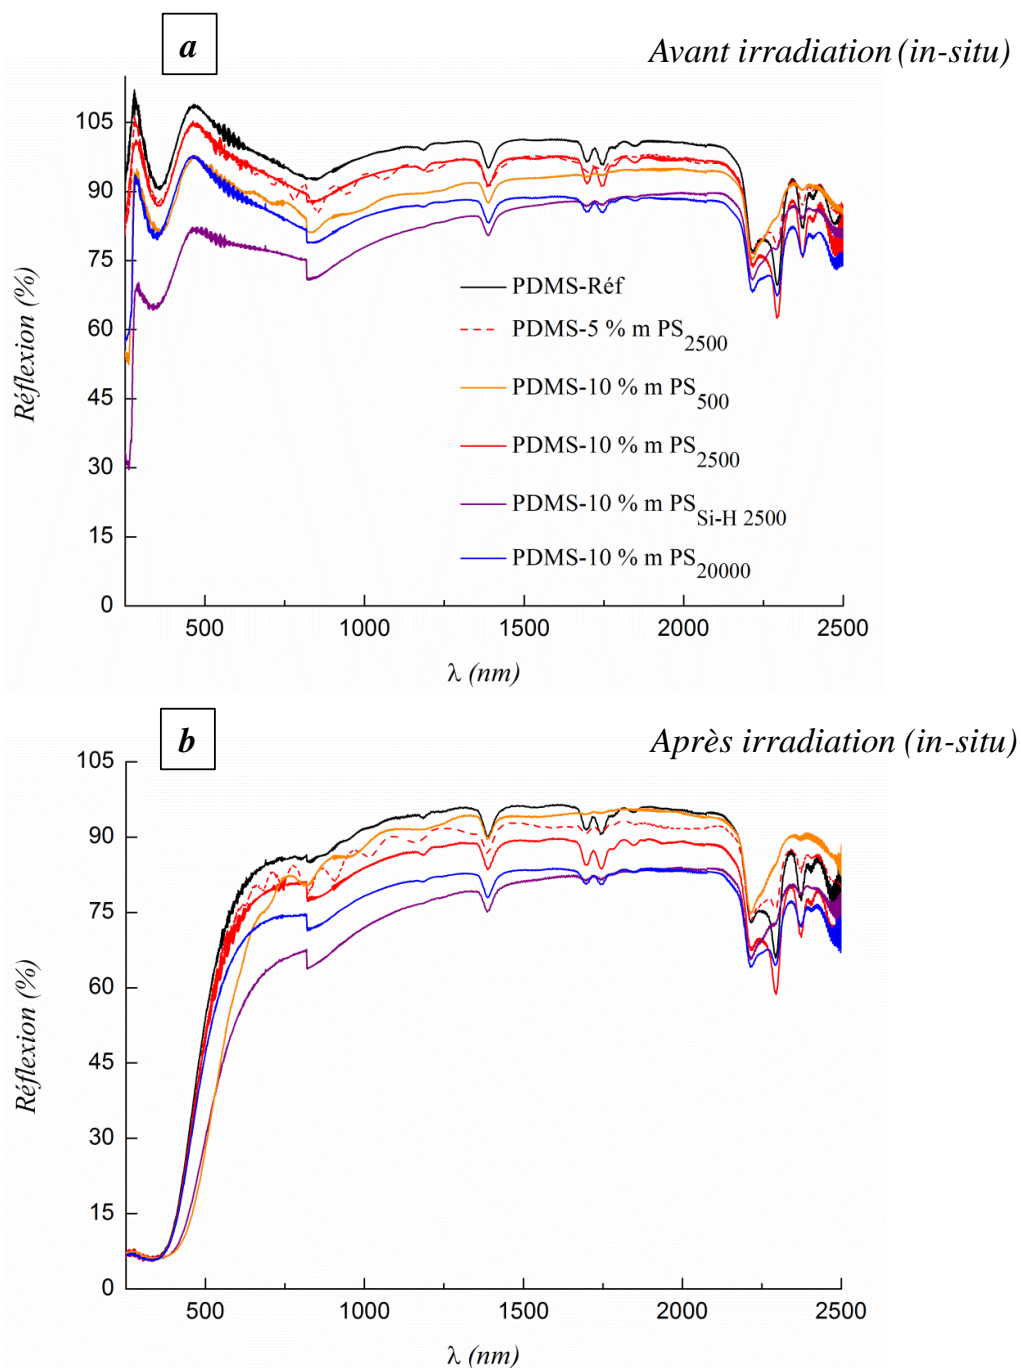 a
Avant irradiation (in-situ)
105
90
75
60
45
30
15
0
Réflexion (%)
PDMS-Réf
PDMS-5 % m PS2500
PDMS-10 % m PS500
PDMS-10 % m PS2500
PDMS-10 % m PSSi-H 2500
PDMS-10 % m PS20000
500 1000 1500 2000 2500
λ (nm)
b
Après irradiation (in-situ)
105
90
75
60
45
30
15
0
Réflexion (%)
500 1000 1500 2000 2500
λ (nm)